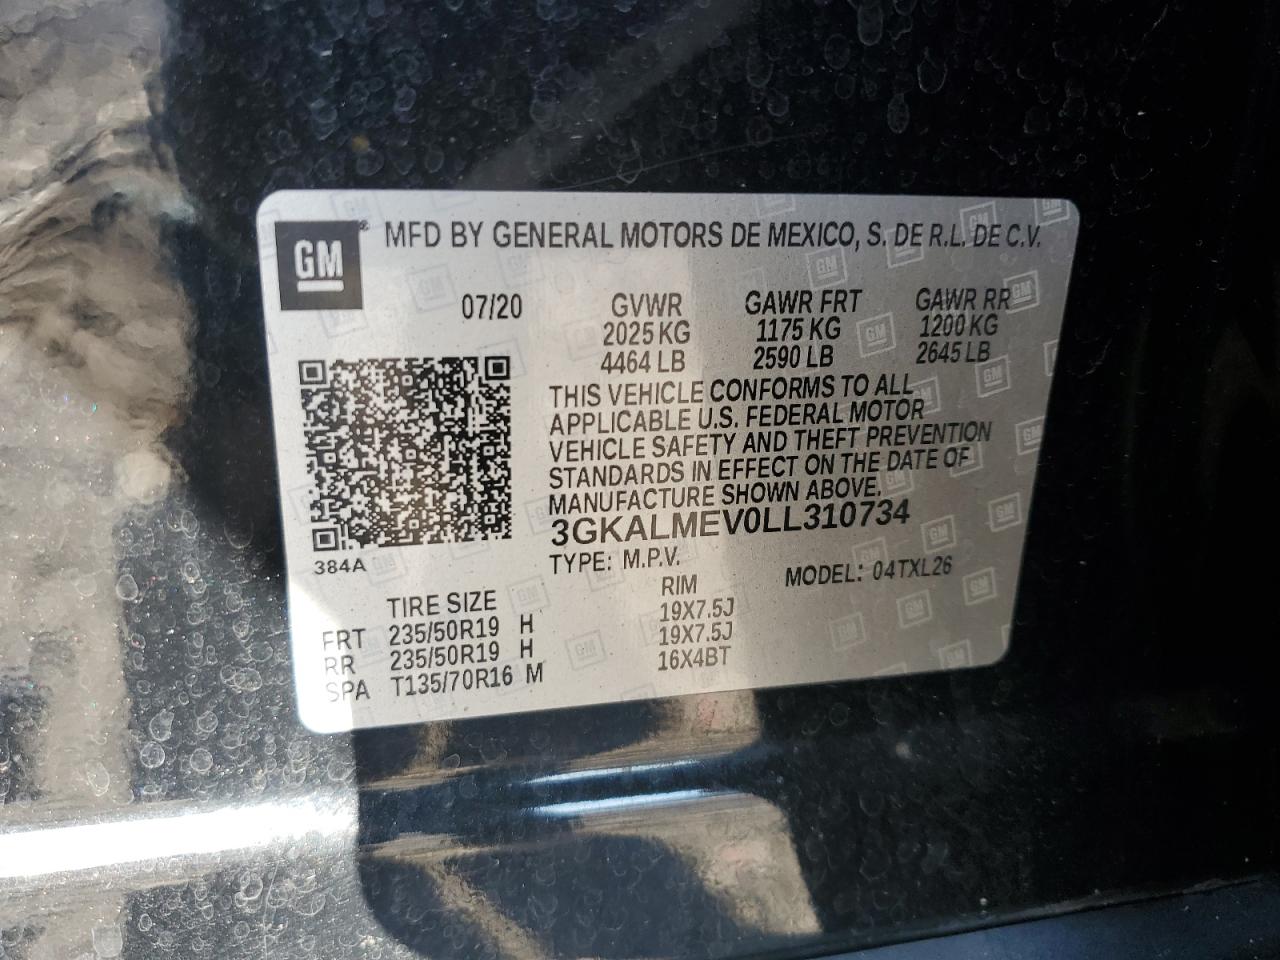 GM ® MFD BY GENERAL MOTORS DE MEXICO, S. DE R.L. DE C.V.
07/20 GVWR GAWR FRT GAWR RR
2025 KG 1175 KG 1200 KG
4464 LB 2590 LB 2645 LB
THIS VEHICLE CONFORMS TO ALL
APPLICABLE U.S. FEDERAL MOTOR
VEHICLE SAFETY AND THEFT PREVENTION
STANDARDS IN EFFECT ON THE DATE OF
MANUFACTURE SHOWN ABOVE.
3GKALMEV0LL310734
384A TYPE: M.P.V. MODEL: 04TXL26
TIRE SIZE RIM
FRT 235/50R19 H 19X7.5J
RR 235/50R19 H 19X7.5J
SPA T135/70R16 M 16X4BT